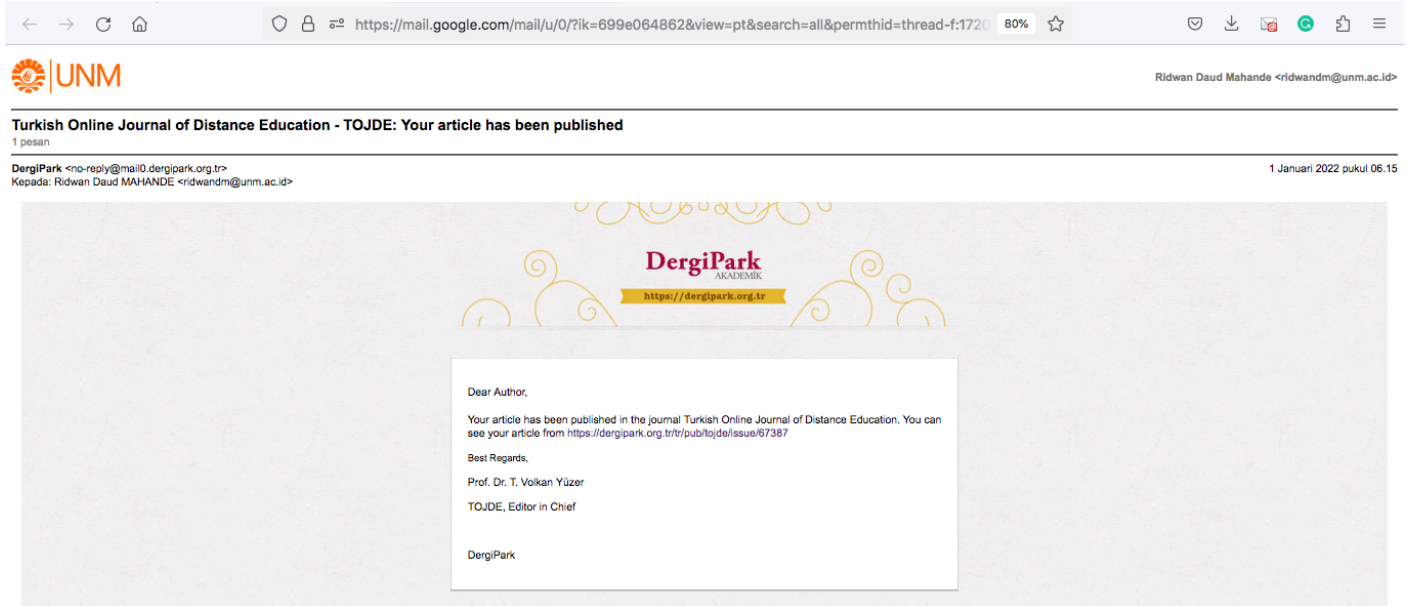 https://mail.google.com/mail/u/0/?ik=699e064862&view=pt&search=all&permthid=thread-f:1720 80%
UNM
Ridwan Daud Mahande <ridwandm@unm.ac.id>
Turkish Online Journal of Distance Education - TOJDE: Your article has been published
1 pesan
DergiPark <no-reply@mail0.dergipark.org.tr>
1 Januari 2022 pukul 06.15
Kepada: Ridwan Daud MAHANDE <ridwandm@unm.ac.id>
DergiPark
AKADEMİK
https://dergipark.org.tr
Dear Author,
Your article has been published in the journal Turkish Online Journal of Distance Education. You can
see your article from https://dergipark.org.tr/tr/pub/tojde/issue/67387
Best Regards,
Prof. Dr. T. Volkan Yüzer
TOJDE, Editor in Chief
DergiPark